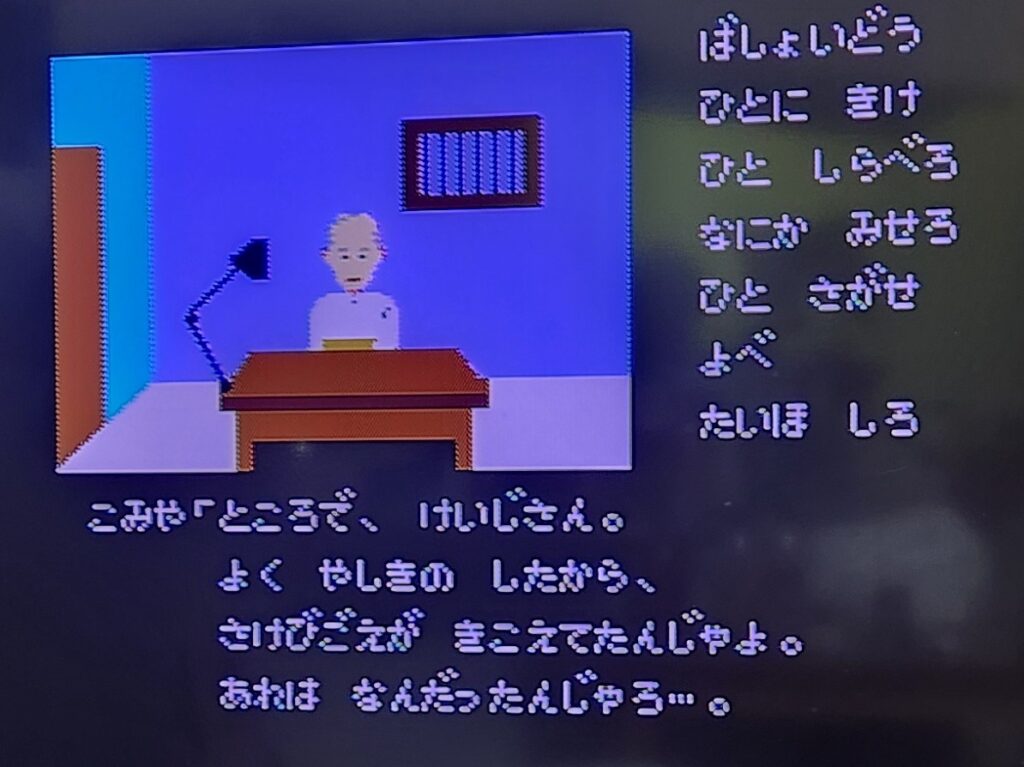 ばしょいどう
ひとに きけ
ひと しらべろ
なにか みせろ
ひと さがせ
よべ
たいほ しろ
こみや「ところで、 けいじさん。
よく やしきの したから、
さけびごえが きこえてたんじゃよ。
あれは なんだったんじゃろ…。